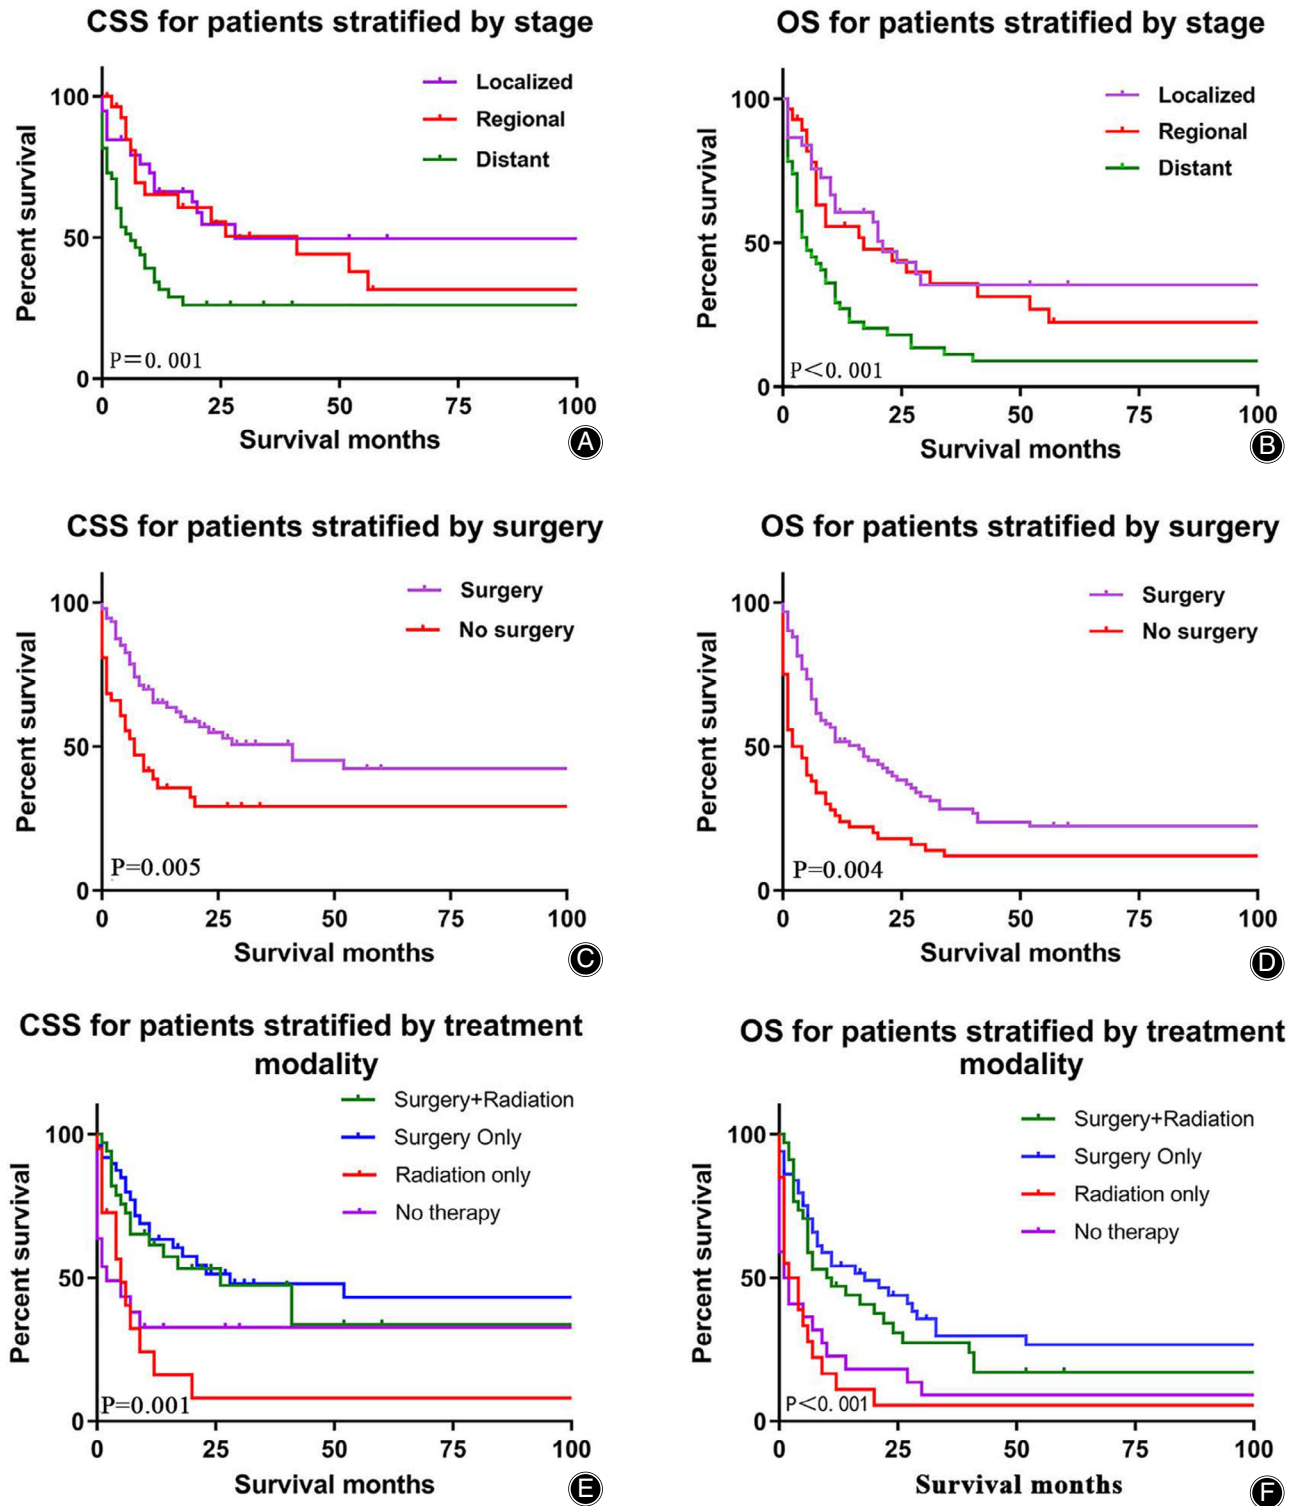 CSS for patients stratified by stage
Percent survival
100
50
0
Localized
Regional
Distant
P=0.001
0 25 50 75 100
Survival months
A
OS for patients stratified by stage
Percent survival
100
50
0
Localized
Regional
Distant
P<0.001
0 25 50 75 100
Survival months
B
CSS for patients stratified by surgery
Percent survival
100
50
0
Surgery
No surgery
P=0.005
0 25 50 75 100
Survival months
C
OS for patients stratified by surgery
Percent survival
100
50
0
Surgery
No surgery
P=0.004
0 25 50 75 100
Survival months
D
CSS for patients stratified by treatment
modality
Percent survival
100
50
0
Surgery+Radiation
Surgery Only
Radiation only
No therapy
P=0.001
0 25 50 75 100
Survival months
E
OS for patients stratified by treatment
modality
Percent survival
100
50
0
Surgery+Radiation
Surgery Only
Radiation only
No therapy
P<0.001
0 25 50 75 100
Survival months
F